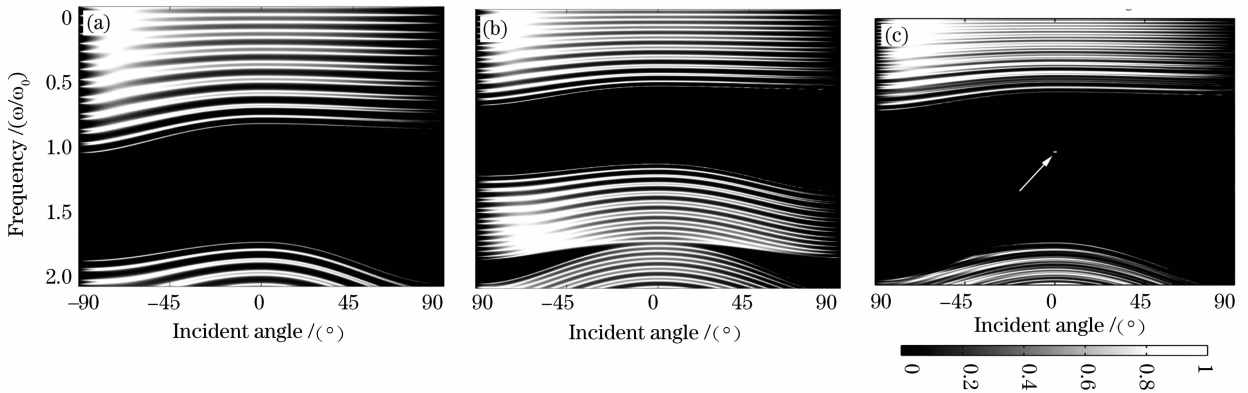 (a)
(b)
(c)
Frequency /(ω/ω₀)
0
0.5
1.0
1.5
2.0
−90 −45 0 45 90
−90 −45 0 45 90
90 −45 0 45 90
Incident angle /(°)
Incident angle /(°)
Incident angle /(°)
0 0.2 0.4 0.6 0.8 1